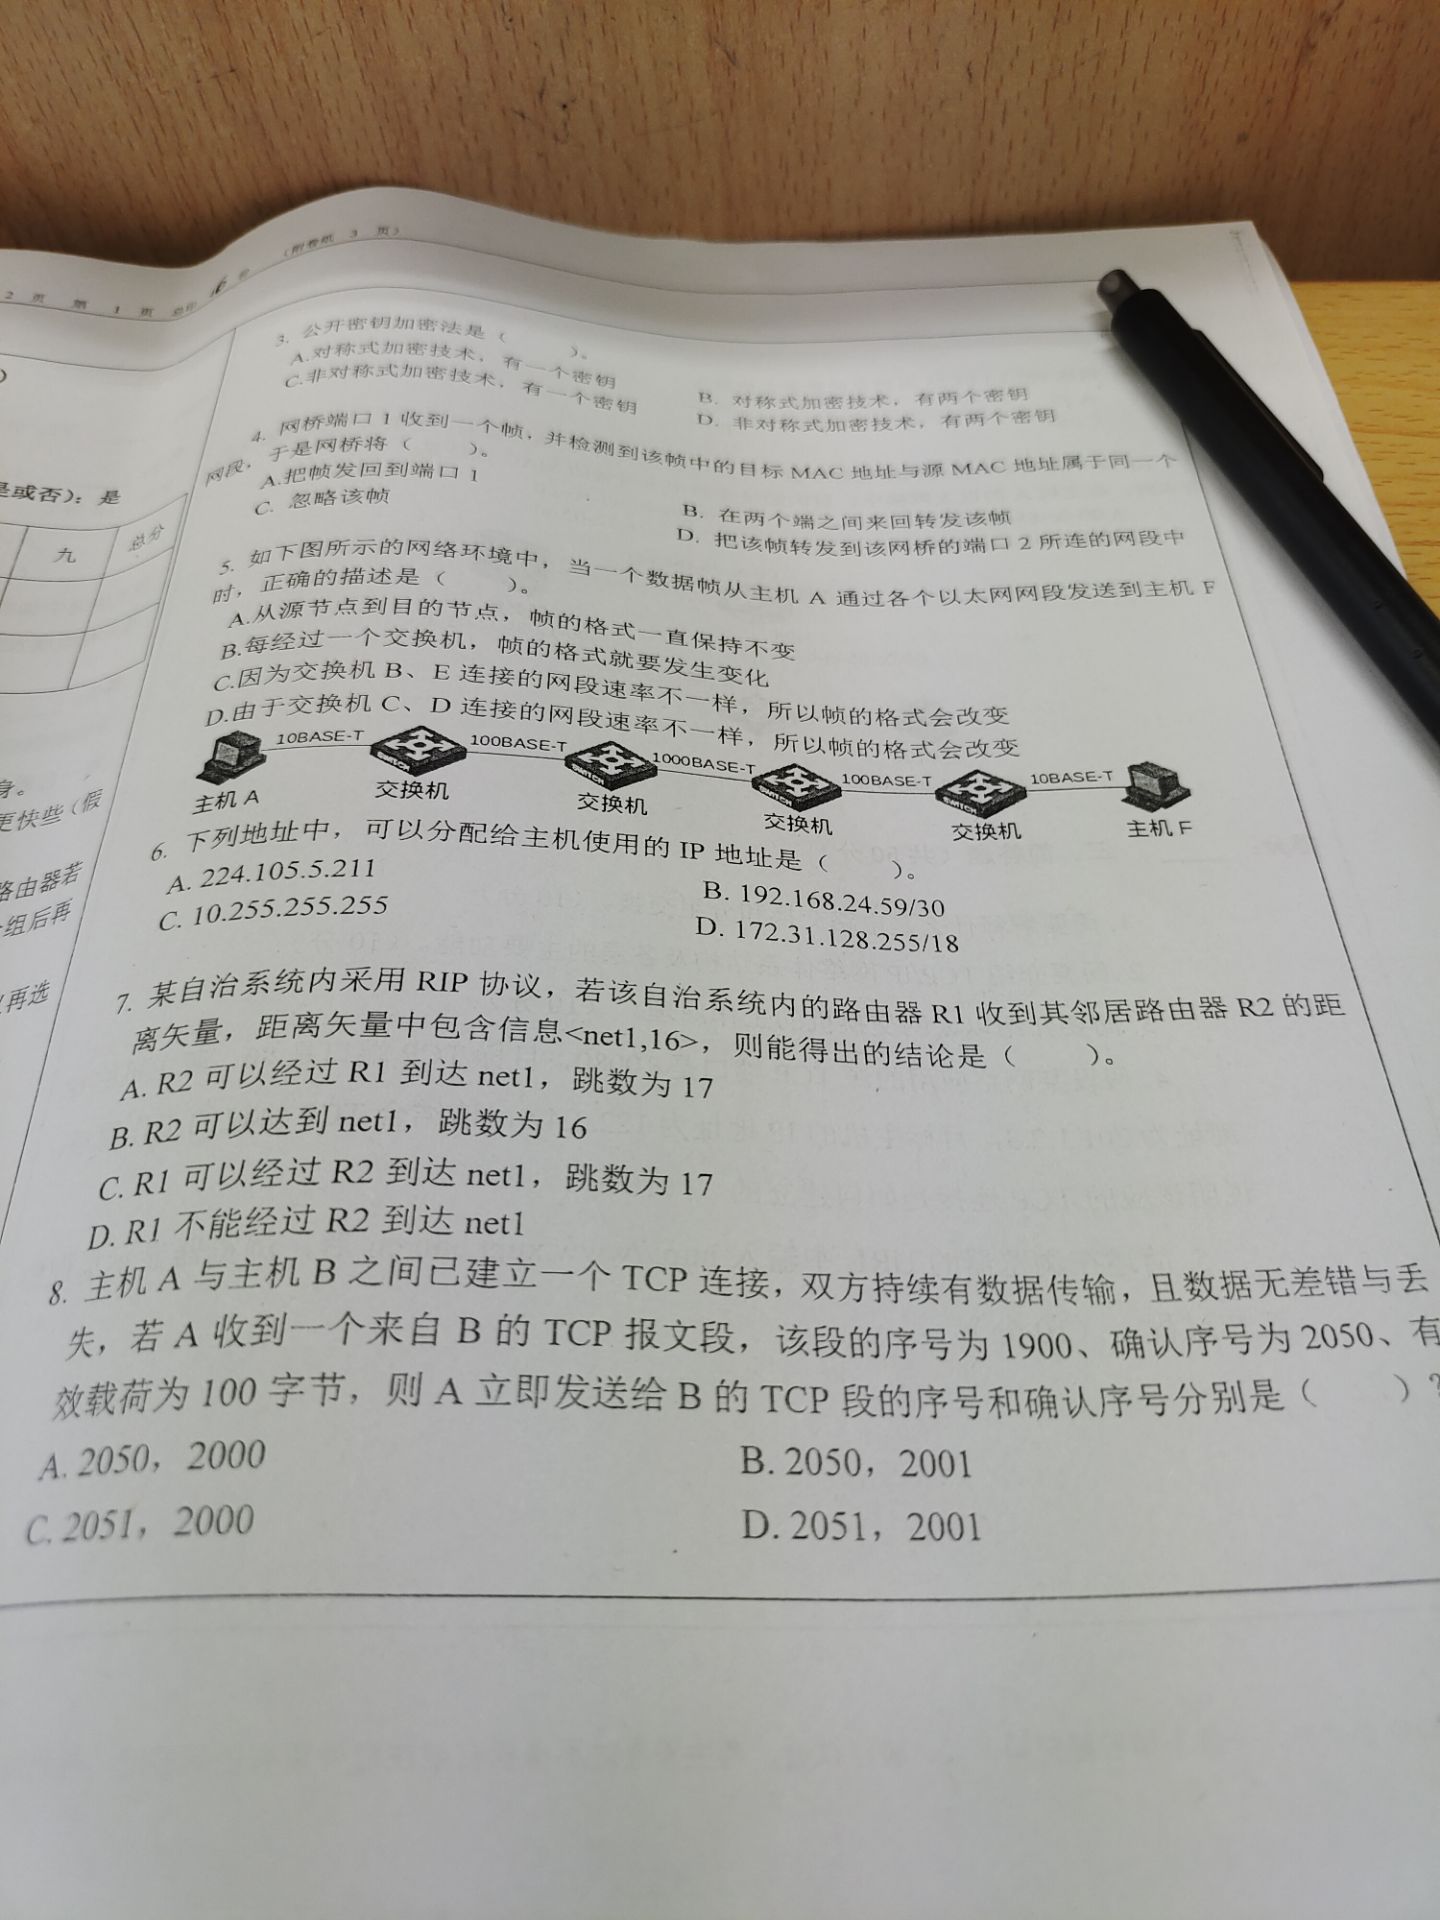 2 页 第 1 页 总印 份 (附卷纸 3 页)
是或否): 是
九 总分
身。
更快些(假
路由器若
组后再
再选
3. 公开密钥加密法是( )。
A.对称式加密技术，有一个密钥
B. 对称式加密技术，有两个密钥
C.非对称式加密技术，有一个密钥
D. 非对称式加密技术，有两个密钥
4. 网桥端口 1 收到一个帧，并检测到该帧中的目标 MAC 地址与源 MAC 地址属于同一个
网段，于是网桥将( )。
A.把帧发回到端口 1
B. 在两个端之间来回转发该帧
C. 忽略该帧
D. 把该帧转发到该网桥的端口 2 所连的网段中
5. 如下图所示的网络环境中，当一个数据帧从主机 A 通过各个以太网网段发送到主机 F
时，正确的描述是( )。
A.从源节点到目的节点，帧的格式一直保持不变
B.每经过一个交换机，帧的格式就要发生变化
C.因为交换机 B、E 连接的网段速率不一样，所以帧的格式会改变
D.由于交换机 C、D 连接的网段速率不一样，所以帧的格式会改变
10BASE-T 100BASE-T 1000BASE-T 100BASE-T 10BASE-T
主机 A 交换机 交换机 交换机 交换机 主机 F
6. 下列地址中，可以分配给主机使用的 IP 地址是( )。
A. 224.105.5.211
B. 192.168.24.59/30
C. 10.255.255.255
D. 172.31.128.255/18
7. 某自治系统内采用 RIP 协议，若该自治系统内的路由器 R1 收到其邻居路由器 R2 的距
离矢量，距离矢量中包含信息<net1,16>，则能得出的结论是( )。
A. R2 可以经过 R1 到达 net1，跳数为 17
B. R2 可以达到 net1，跳数为 16
C. R1 可以经过 R2 到达 net1，跳数为 17
D. R1 不能经过 R2 到达 net1
8. 主机 A 与主机 B 之间已建立一个 TCP 连接，双方持续有数据传输，且数据无差错与丢
失，若 A 收到一个来自 B 的 TCP 报文段，该段的序号为 1900、确认序号为 2050、有
效载荷为 100 字节，则 A 立即发送给 B 的 TCP 段的序号和确认序号分别是( )?
A. 2050，2000
B. 2050，2001
C. 2051，2000
D. 2051，2001